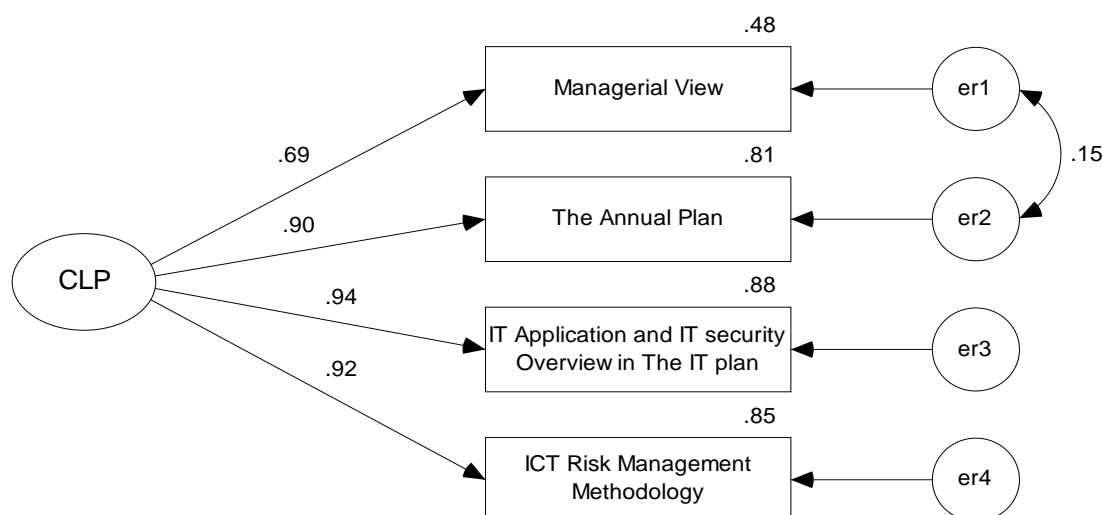 .48
Managerial View
er1
.69
.81
.15
The Annual Plan
er2
.90
CLP
.94
.88
IT Application and IT security
Overview in The IT plan
er3
.92
.85
ICT Risk Management
Methodology
er4